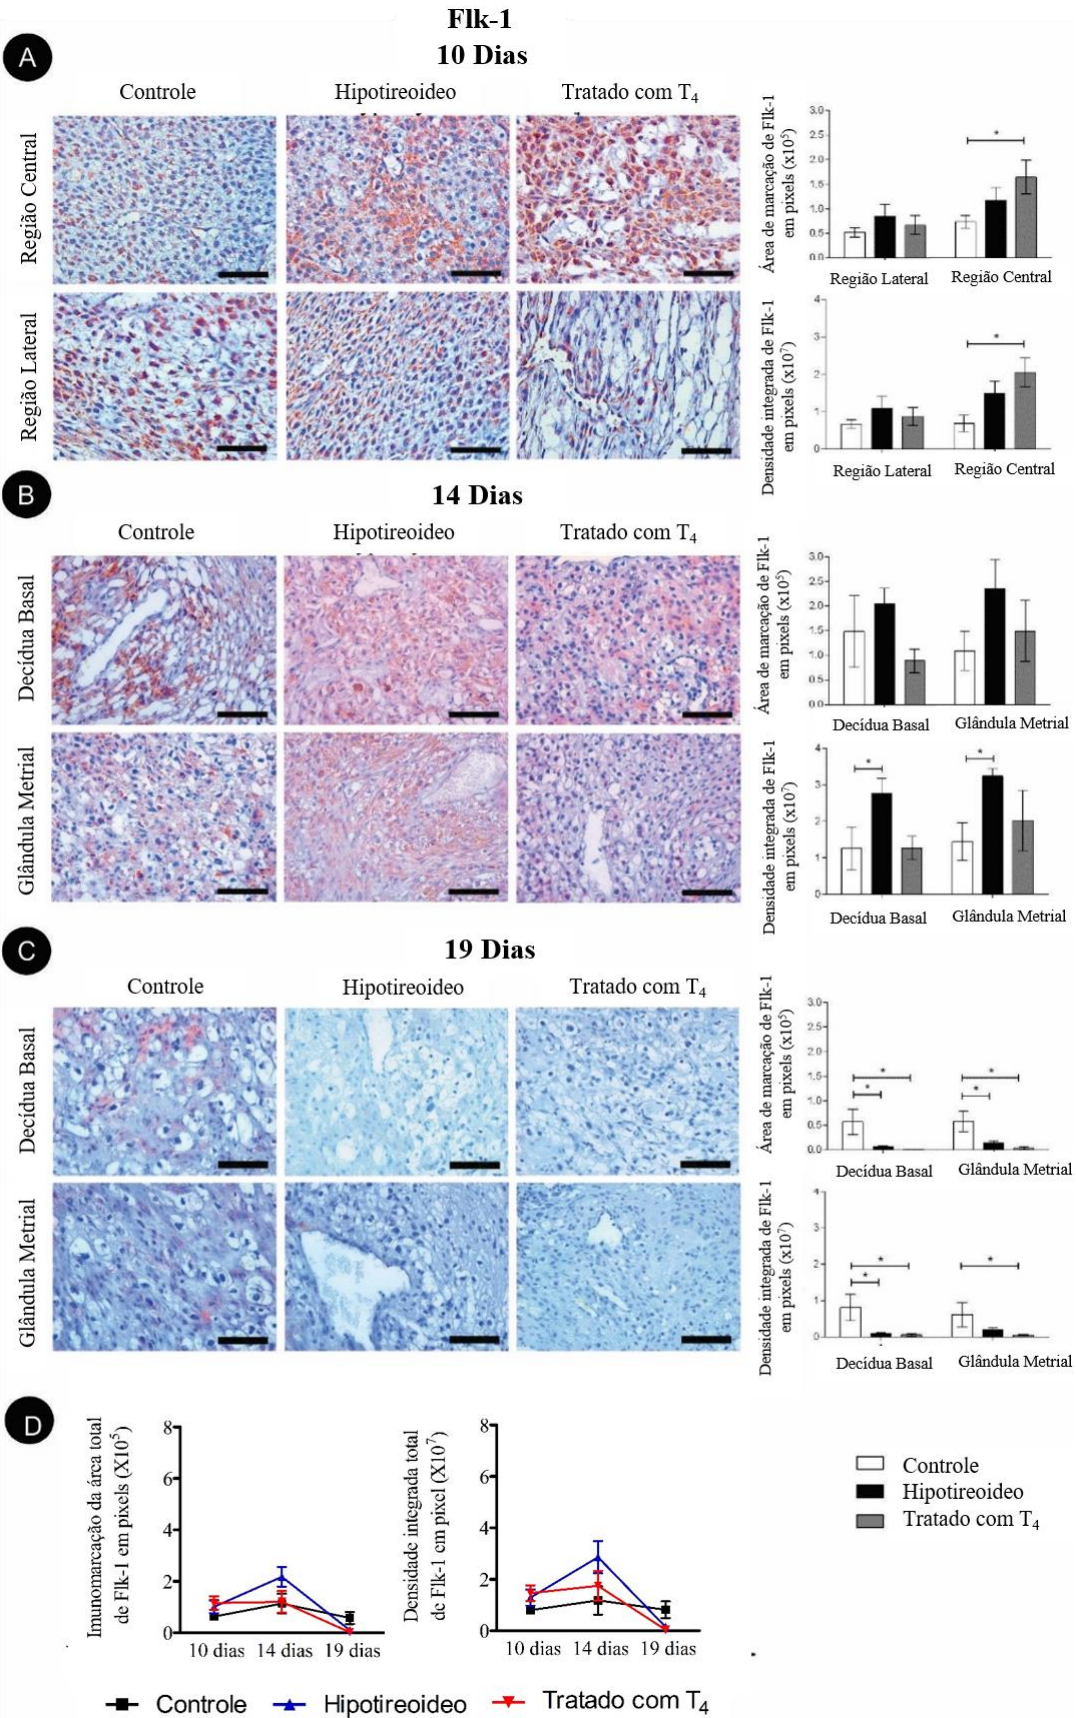 Flk-1
A
10 Dias
Controle
Hipotireoideo
Tratado com T4
Região Central
Região Lateral
Área de marcação de Flk-1
em pixels (x10⁵)
3.0
2.5
2.0
1.5
1.0
0.5
0.0
*
Região Lateral
Região Central
Densidade integrada de Flk-1
em pixels (x10⁷)
4
3
2
1
0
*
Região Lateral
Região Central
B
14 Dias
Controle
Hipotireoideo
Tratado com T4
Decídua Basal
Glândula Metrial
Área de marcação de Flk-1
em pixels (x10⁵)
3.0
2.5
2.0
1.5
1.0
0.5
0.0
Decídua Basal
Glândula Metrial
Densidade integrada de Flk-1
em pixels (x10⁷)
4
3
2
1
0
*
*
Decídua Basal
Glândula Metrial
C
19 Dias
Controle
Hipotireoideo
Tratado com T4
Decídua Basal
Glândula Metrial
Área de marcação de Flk-1
em pixels (x10⁵)
3.0
2.5
2.0
1.5
1.0
0.5
0.0
*
*
*
*
Decídua Basal
Glândula Metrial
Densidade integrada de Flk-1
em pixels (x10⁷)
4
3
2
1
0
*
*
*
Decídua Basal
Glândula Metrial
D
Imunomarcação da área total
de Flk-1 em pixels (X10⁵)
8
6
4
2
0
10 dias 14 dias 19 dias
Densidade integrada total
de Flk-1 em pixel (X10⁷)
8
6
4
2
0
10 dias 14 dias 19 dias
Controle
Hipotireoideo
Tratado com T4
Controle Hipotireoideo Tratado com T4